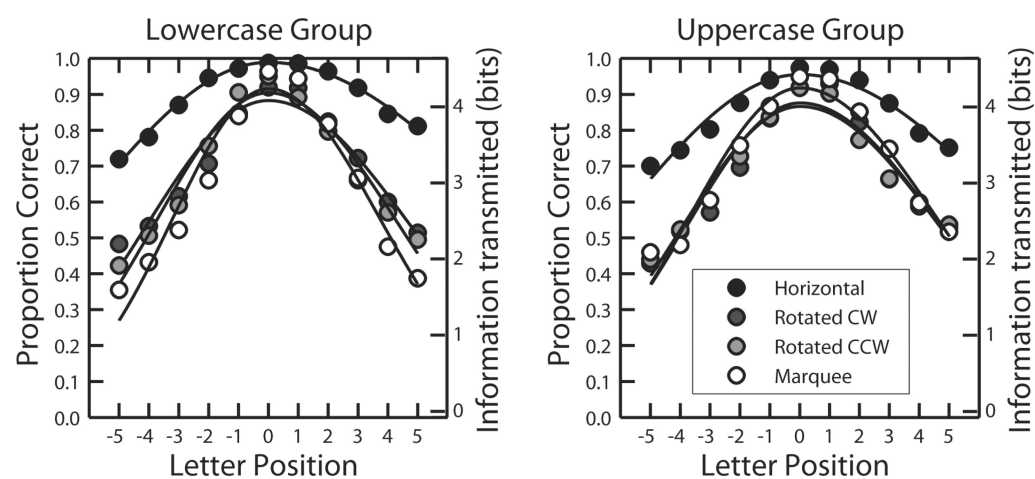 Lowercase Group
Proportion Correct
1.0
0.9
0.8
0.7
0.6
0.5
0.4
0.3
0.2
0.1
0.0
-5 -4 -3 -2 -1 0 1 2 3 4 5
Letter Position
4
3
2
1
0
Information transmitted (bits)
Uppercase Group
Proportion Correct
1.0
0.9
0.8
0.7
0.6
0.5
0.4
0.3
0.2
0.1
0.0
Horizontal
Rotated CW
Rotated CCW
Marquee
-5 -4 -3 -2 -1 0 1 2 3 4 5
Letter Position
4
3
2
1
0
Information transmitted (bits)